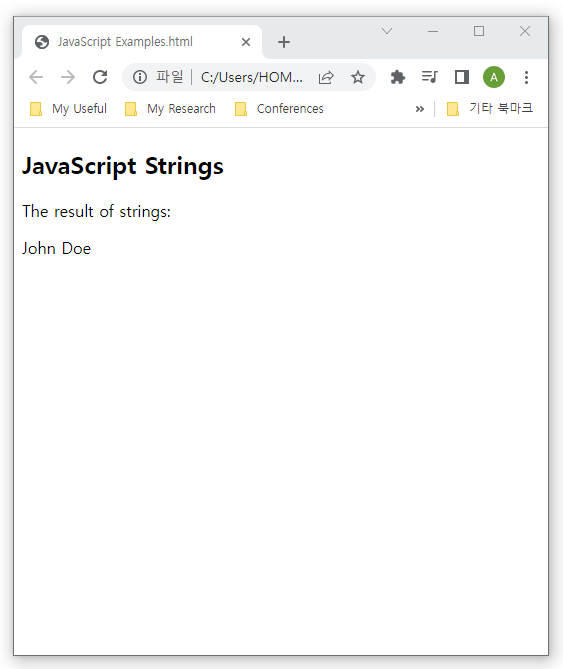 JavaScript Examples.html
파일 C:/Users/HOM...
A
My Useful My Research Conferences » 기타 북마크
JavaScript Strings
The result of strings:
John Doe